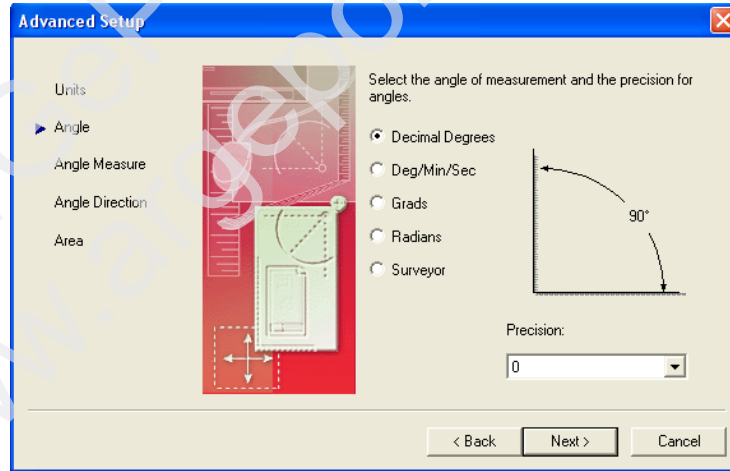 Advanced Setup
Units
Angle
Angle Measure
Angle Direction
Area
Select the angle of measurement and the precision for
angles.
Decimal Degrees
Deg/Min/Sec
Grads
Radians
Surveyor
90°
Precision:
0
< Back
Next >
Cancel